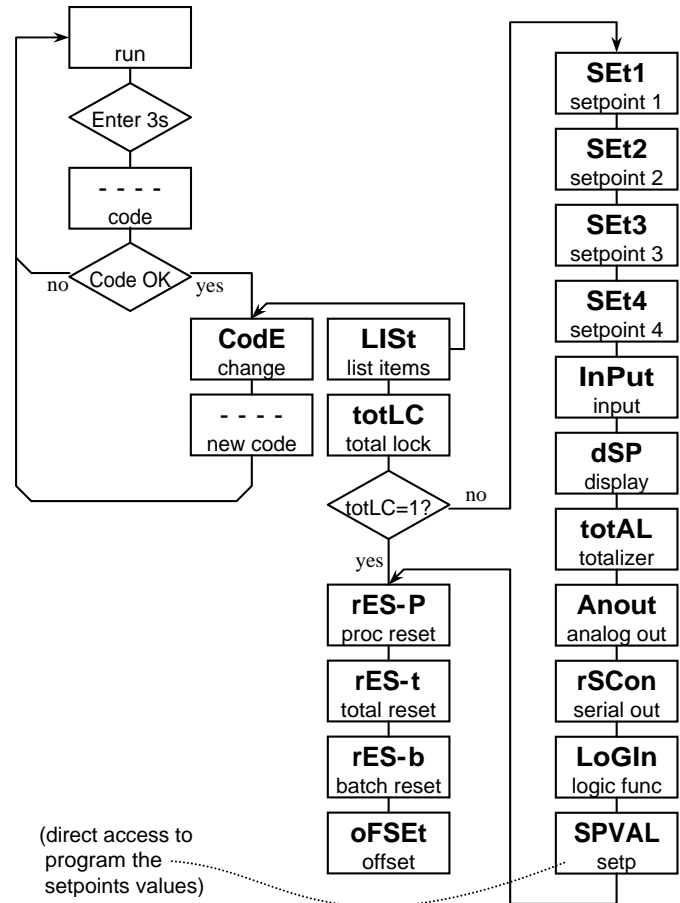 run
Enter 3s
- - - -
code
Code OK
no
yes
CodE
change
- - - -
new code
LISt
list items
totLC
total lock
totLC=1?
no
yes
rES-P
proc reset
rES-t
total reset
rES-b
batch reset
oFSEt
offset
SEt1
setpoint 1
SEt2
setpoint 2
SEt3
setpoint 3
SEt4
setpoint 4
InPut
input
dSP
display
totAL
totalizer
Anout
analog out
rSCon
serial out
LoGIn
logic func
SPVAL
setp
(direct access to
program the
setpoints values)